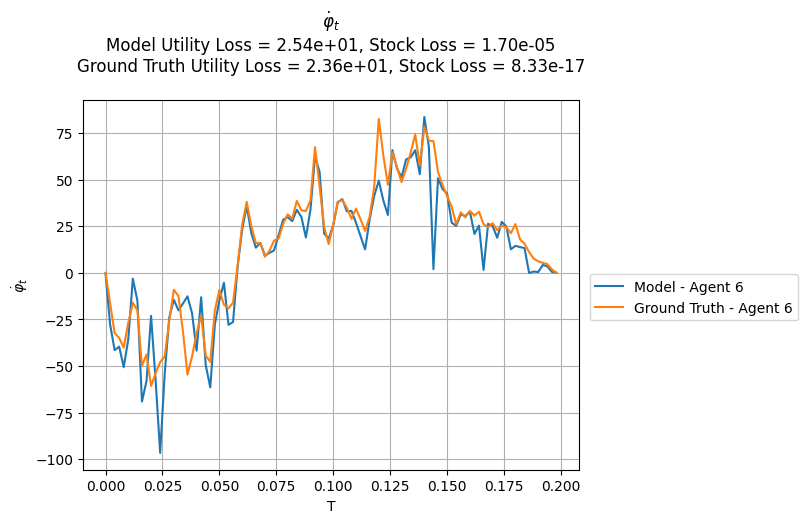 φ̇ₜ
Model Utility Loss = 2.54e+01, Stock Loss = 1.70e-05
Ground Truth Utility Loss = 2.36e+01, Stock Loss = 8.33e-17
75
50
25
0
−25
−50
−75
−100
φ̇ₜ
0.000 0.025 0.050 0.075 0.100 0.125 0.150 0.175 0.200
T
Model - Agent 6
Ground Truth - Agent 6